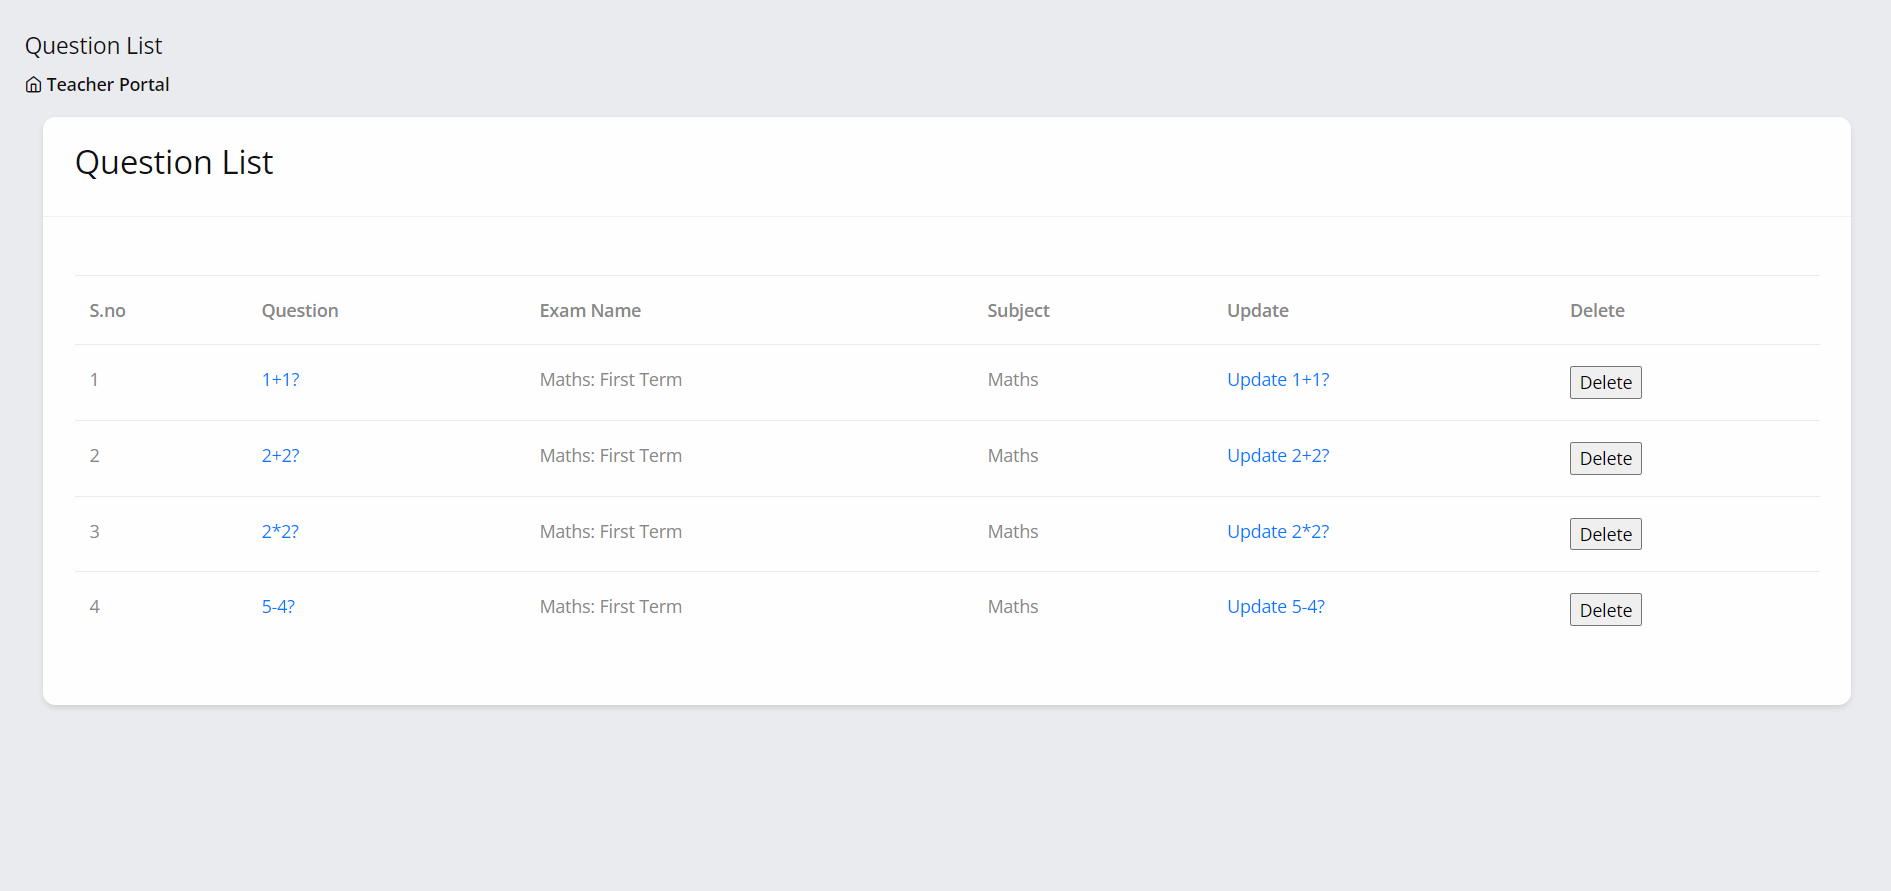 Question List
Teacher Portal
Question List
S.no Question Exam Name Subject Update Delete
1 1+1? Maths: First Term Maths Update 1+1? Delete
2 2+2? Maths: First Term Maths Update 2+2? Delete
3 2*2? Maths: First Term Maths Update 2*2? Delete
4 5-4? Maths: First Term Maths Update 5-4? Delete